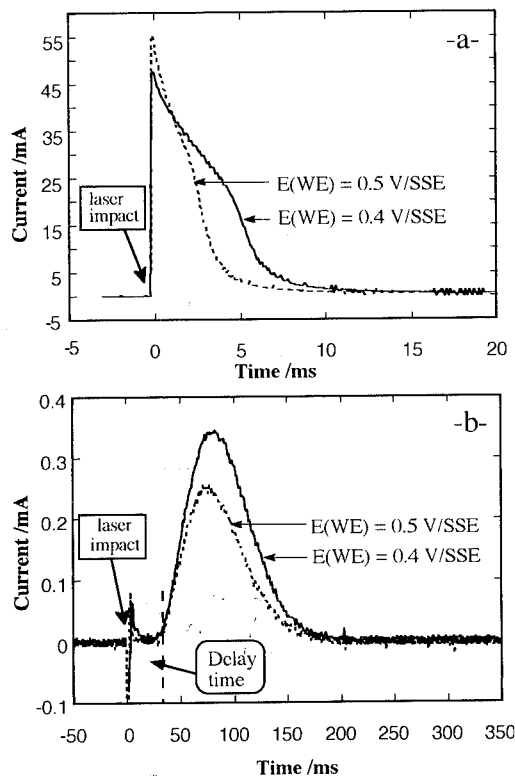 55
-a-
45
35
25
15
5
-5
Current /mA
laser
impact
E(WE) = 0.5 V/SSE
E(WE) = 0.4 V/SSE
-5
0
5
10
15
20
Time /ms
0.4
-b-
0.3
0.2
0.1
0
-0.1
Current /mA
laser
impact
E(WE) = 0.5 V/SSE
E(WE) = 0.4 V/SSE
Delay
time
-50
0
50
100
150
200
250
300
350
Time /ms